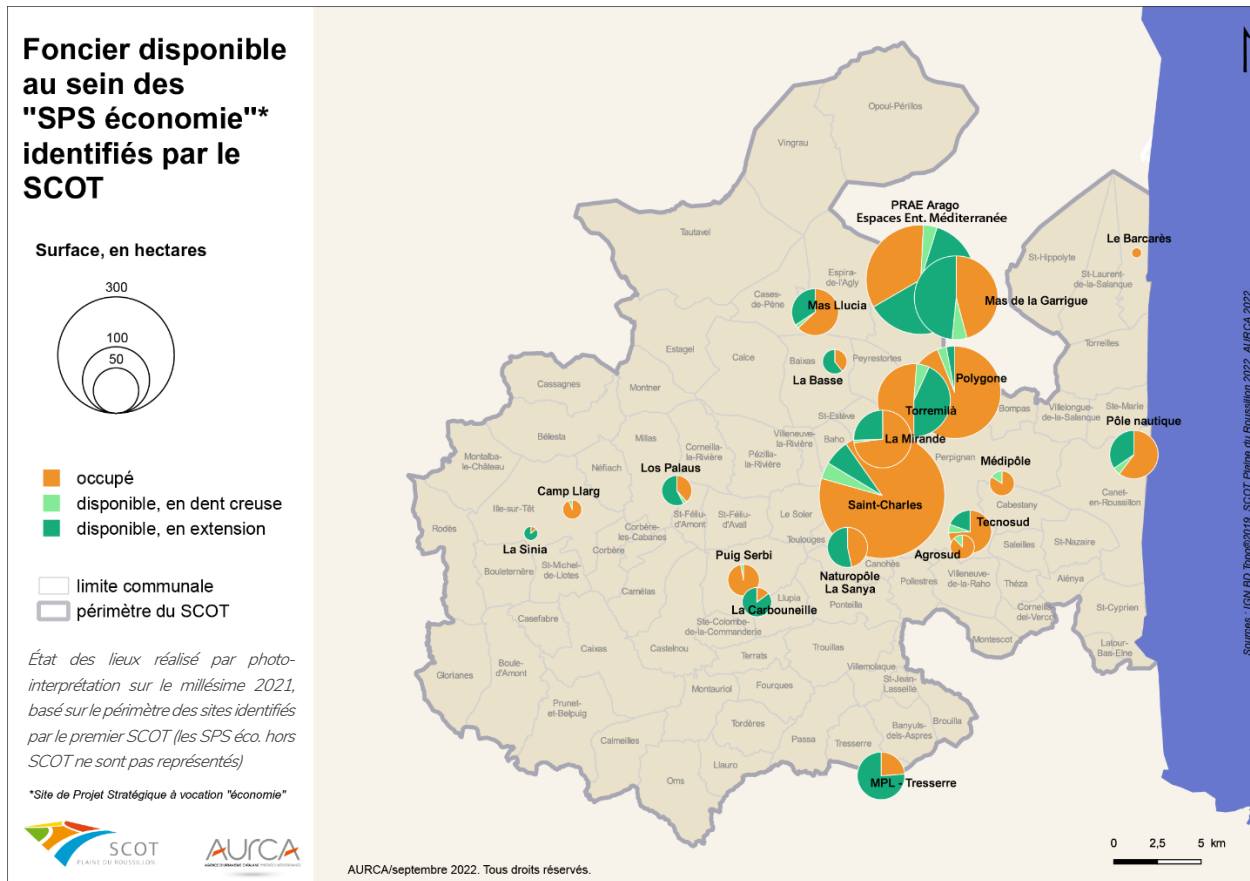 Foncier disponible
au sein des
"SPS économie"*
identifiés par le
SCOT
Surface, en hectares
300
100
50
occupé
disponible, en dent creuse
disponible, en extension
limite communale
périmètre du SCOT
État des lieux réalisé par photo-
interprétation sur le millésime 2021,
basé sur le périmètre des sites identifiés
par le premier SCOT (les SPS éco. hors
SCOT ne sont pas représentés)
*Site de Projet Stratégique à vocation "économie"
SCOT
PLAINE DU ROUSSILLON
AURCA
Opoul-Périllos
Vingrau
Tautavel
PRAE Arago
Espaces Ent. Méditerranée
Le Barcarès
St-Hippolyte
St-Laurent-
de-la-Salanque
Espira-
de-l'Agly
Cases-
de-Pène
Mas Llucia
Mas de la Garrigue
Torreilles
Estagel
Calce
Baixas
Peyrestortes
La Basse
Polygone
Cassagnes
Montner
Torremilà
Bompas
Villelongue-
de-la-Salanque
Ste-Marie
St-Estève
La Mirande
Pôle nautique
Bélesta
Millas
Corneilla-
la-Rivière
Villeneuve-
la-Rivière
Baho
Montalba-
le-Château
Néfiach
Pézilla-
la-Rivière
Perpignan
Médipôle
Los Palaus
Camp Llarg
Canet-
en-Roussillon
Rodès
Ille-sur-Têt
St-Féliu-
d'Amont
St-Féliu-
d'Avall
Le Soler
Saint-Charles
Cabestany
Tecnosud
La Sinia
Corbère-
les-Cabanes
Toulouges
Saleilles
St-Nazaire
Corbère
Agrosud
Bouleternère
St-Michel-
de-Llotes
Puig Serbi
Canohès
Naturopôle
La Sanya
Pollestres
Villeneuve-
de-la-Raho
Théza
Alénya
Camélas
Llupia
La Carbouneille
Ponteilla
Corneilla-
del-Vercol
St-Cyprien
Casefabre
Ste-Colombe-
de-la-Commanderie
Montescot
Latour-
Bas-Elne
Caixas
Castelnou
Terrats
Trouillas
Glorianes
Boule-
d'Amont
Villemolaque
St-Jean-
Lasseille
Montauriol
Fourques
Prunet-
et-Belpuig
Tordères
Banyuls-
dels-Aspres
Brouilla
Calmeilles
Passa
Tresserre
Llauro
Oms
MPL - Tresserre
0 2,5 5 km
AURCA/septembre 2022. Tous droits réservés.
Sources : IGN BD Topo®2019, SCOT Plaine du Roussillon 2022, AURCA 2022